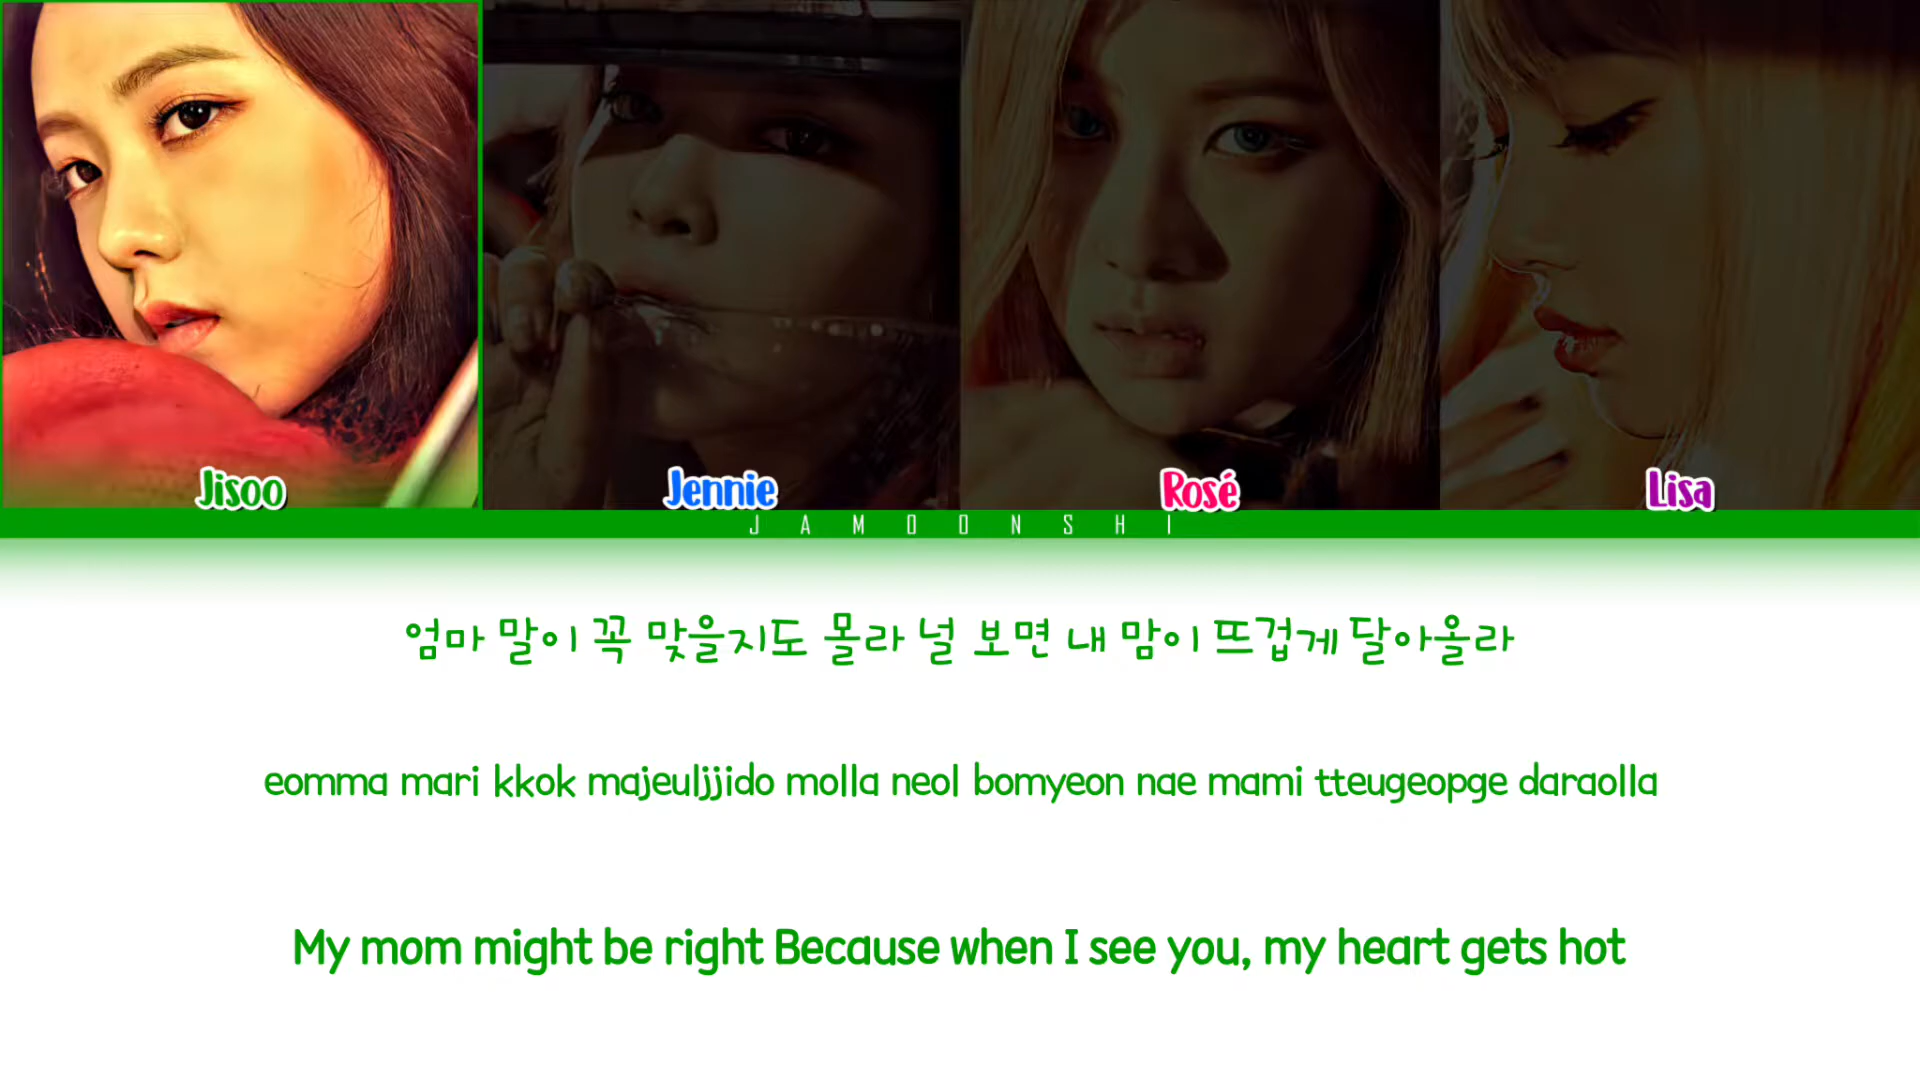 Jisoo
Jennie
Rosé
Lisa
JAMOONSHI
엄마 말이 꼭 맞을지도 몰라 널 보면 내 맘이 뜨겁게 달아올라
eomma mari kkok majeuljjido molla neol bomyeon nae mami tteugeopge daraolla
My mom might be right Because when I see you, my heart gets hot